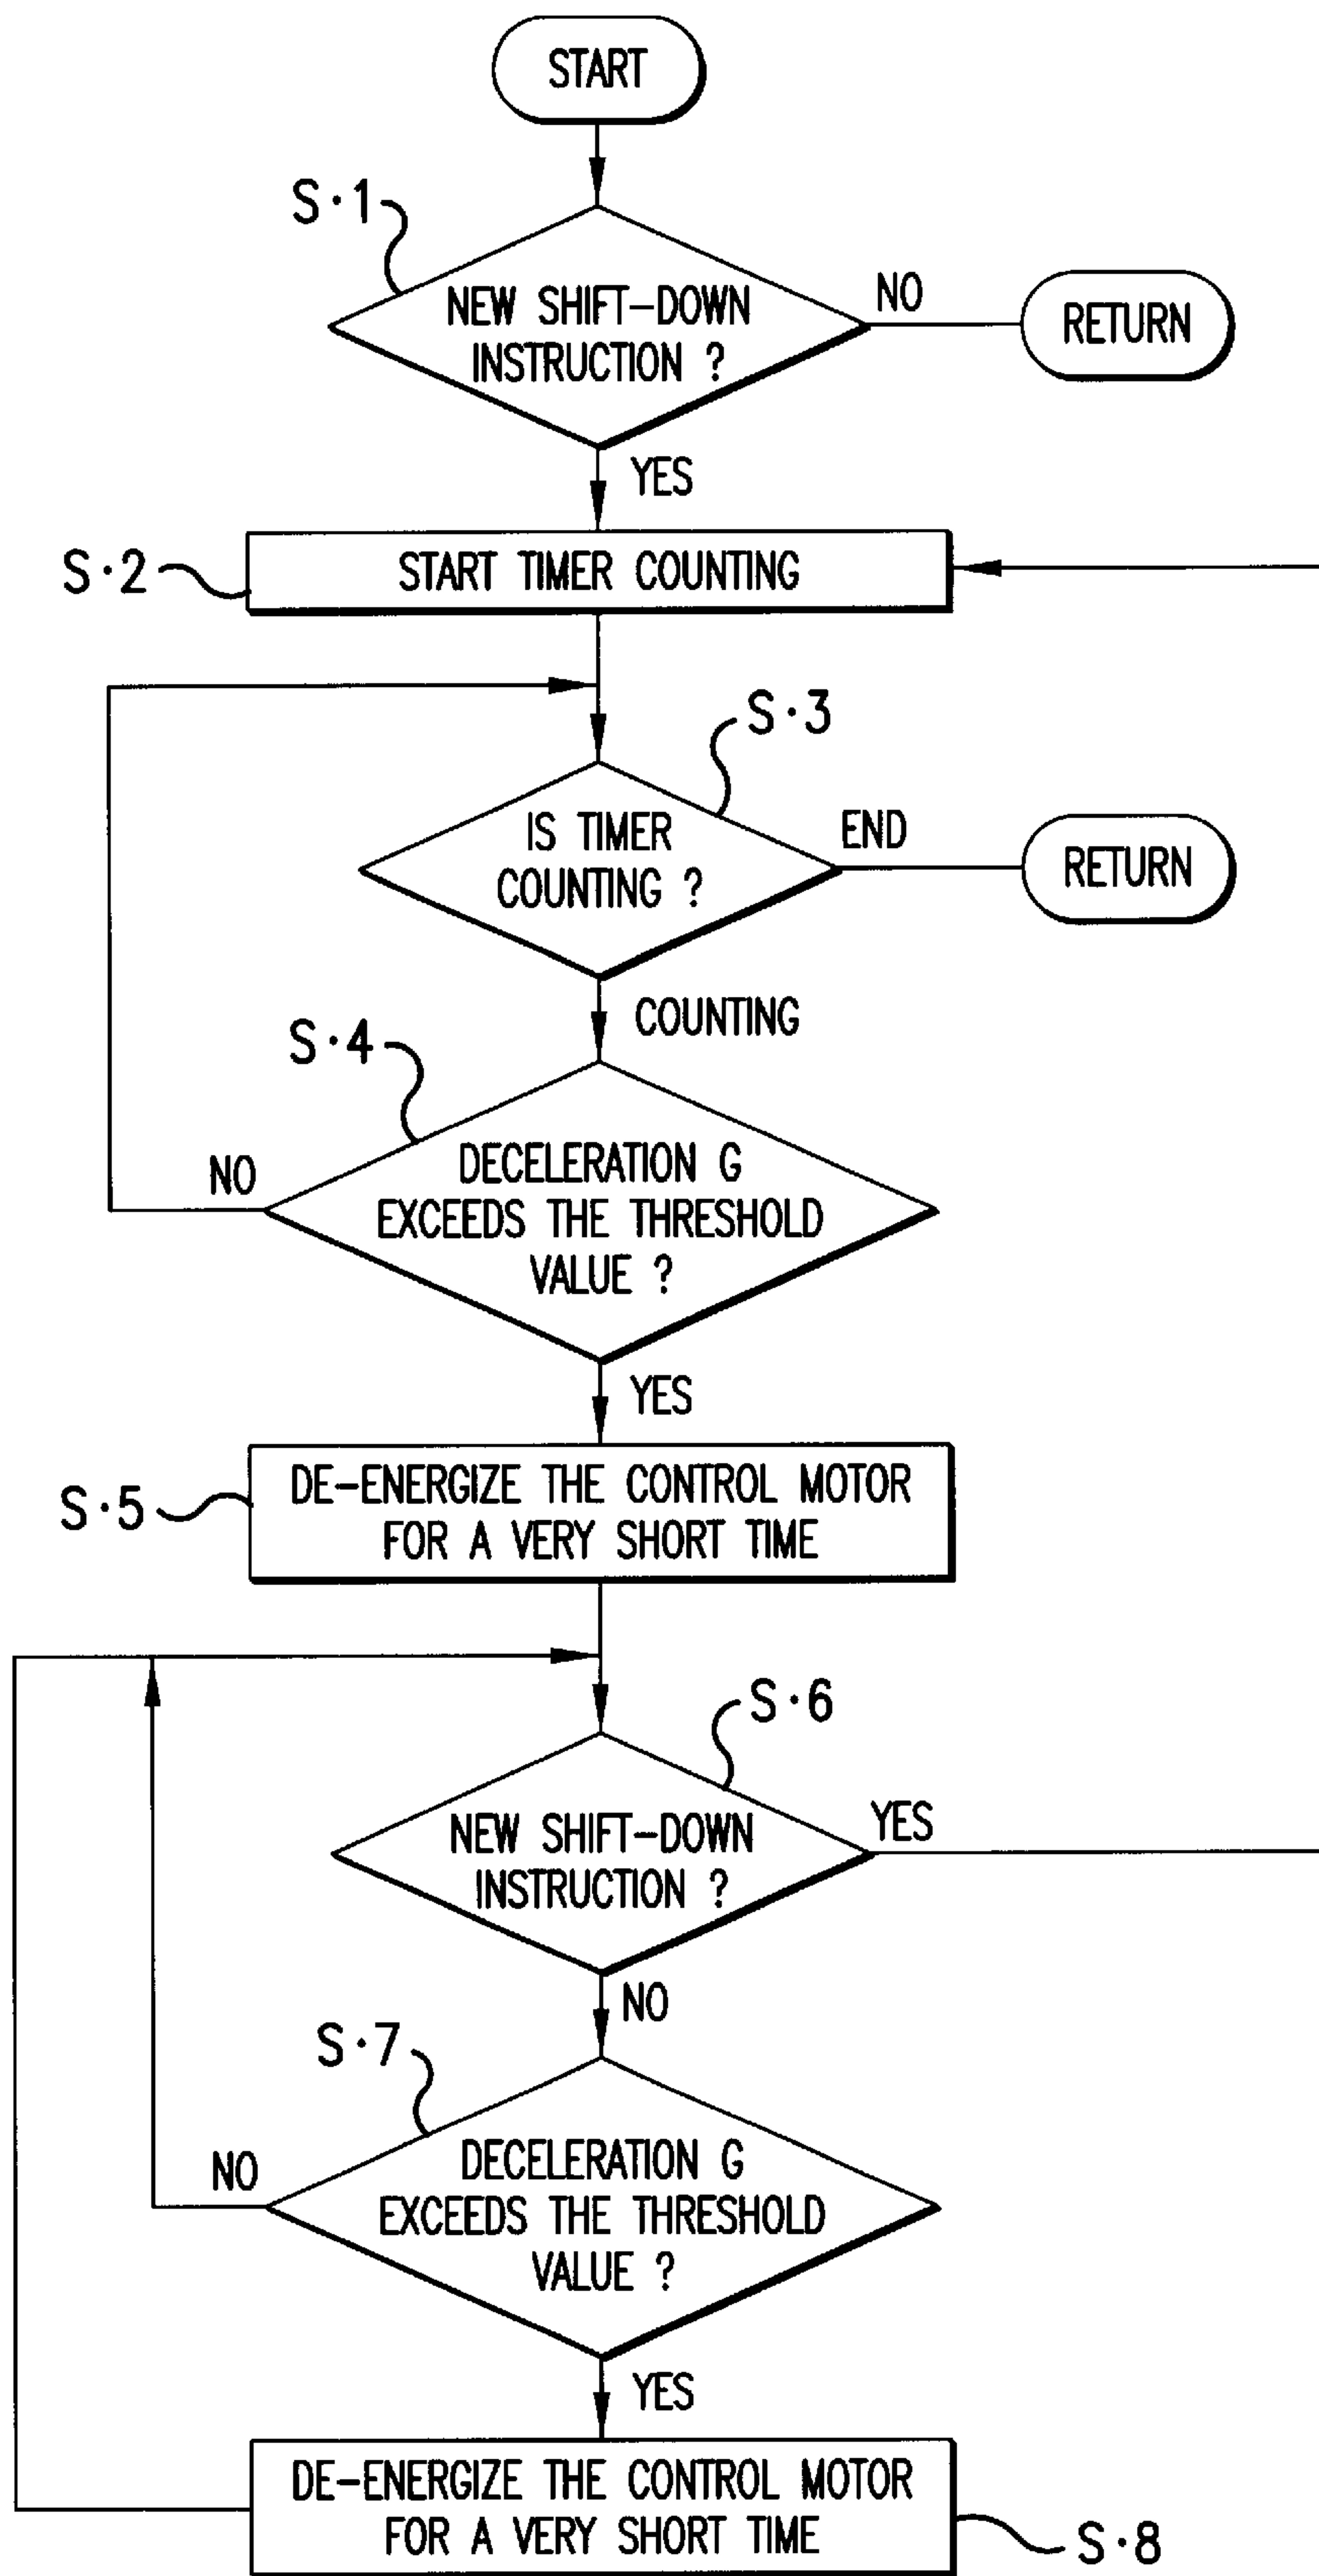 START
S·1
NEW SHIFT-DOWN
INSTRUCTION ?
NO
RETURN
YES
S·2
START TIMER COUNTING
S·3
IS TIMER
COUNTING ?
END
RETURN
COUNTING
S·4
DECELERATION G
EXCEEDS THE THRESHOLD
VALUE ?
NO
YES
S·5
DE-ENERGIZE THE CONTROL MOTOR
FOR A VERY SHORT TIME
S·6
NEW SHIFT-DOWN
INSTRUCTION ?
YES
NO
S·7
DECELERATION G
EXCEEDS THE THRESHOLD
VALUE ?
NO
YES
DE-ENERGIZE THE CONTROL MOTOR
FOR A VERY SHORT TIME
S·8